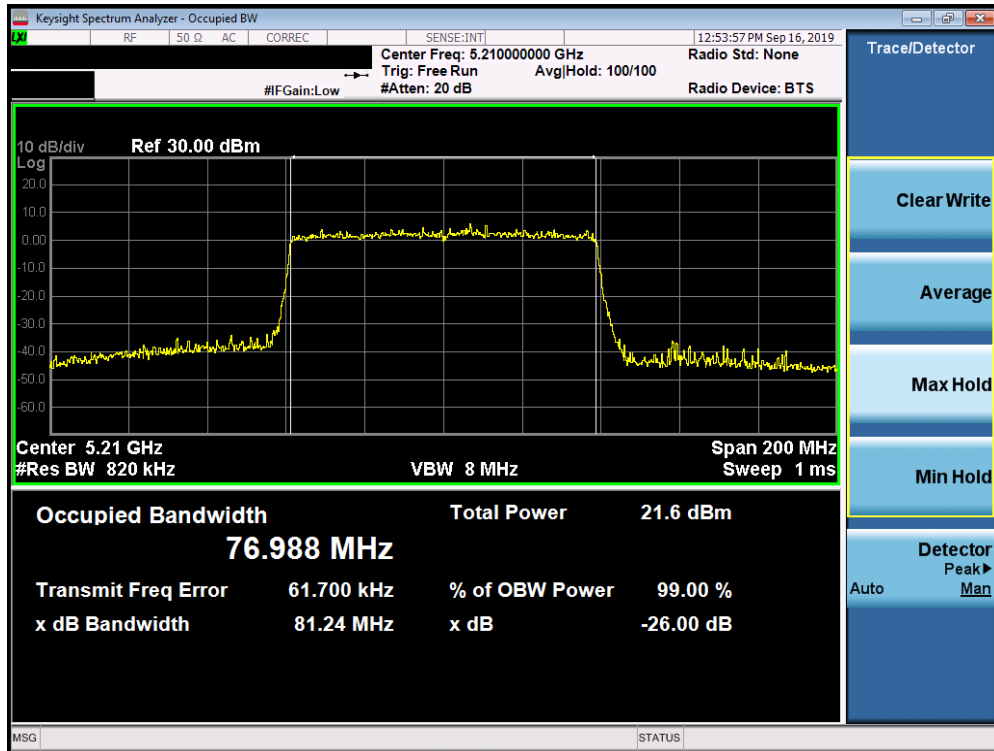 Keysight Spectrum Analyzer - Occupied BW
LXI RF 50 Ω AC CORREC SENSE:INT 12:53:57 PM Sep 16, 2019
Center Freq: 5.210000000 GHz Radio Std: None
Trig: Free Run Avg|Hold: 100/100
#IFGain:Low #Atten: 20 dB Radio Device: BTS
Trace/Detector
10 dB/div Ref 30.00 dBm
Log
20.0
10.0
0.00
-10.0
-20.0
-30.0
-40.0
-50.0
-60.0
Center 5.21 GHz Span 200 MHz
#Res BW 820 kHz VBW 8 MHz Sweep 1 ms
Occupied Bandwidth Total Power 21.6 dBm
76.988 MHz
Transmit Freq Error 61.700 kHz % of OBW Power 99.00 %
x dB Bandwidth 81.24 MHz x dB -26.00 dB
Clear Write
Average
Max Hold
Min Hold
Detector
Peak▶
Auto Man
MSG STATUS